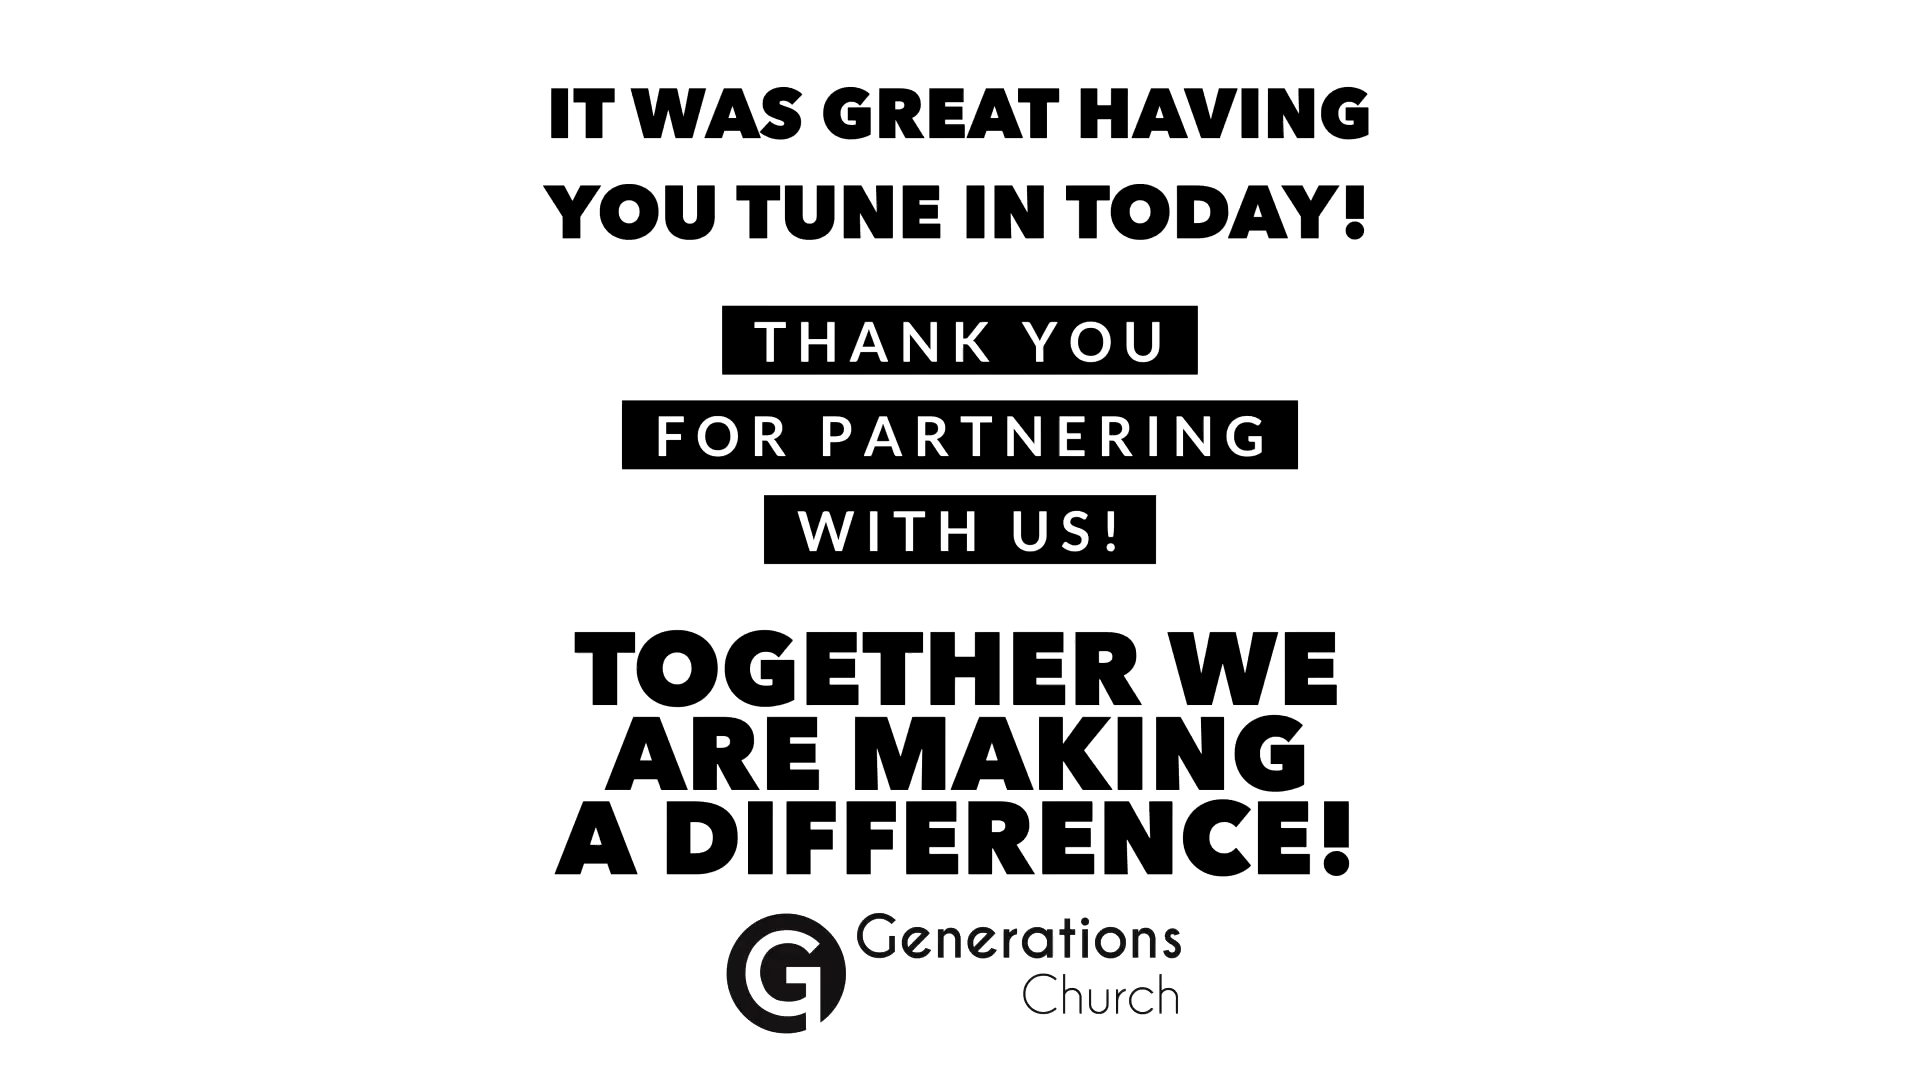 IT WAS GREAT HAVING
YOU TUNE IN TODAY!
THANK YOU
FOR PARTNERING
WITH US!
TOGETHER WE
ARE MAKING
A DIFFERENCE!
Generations
Church